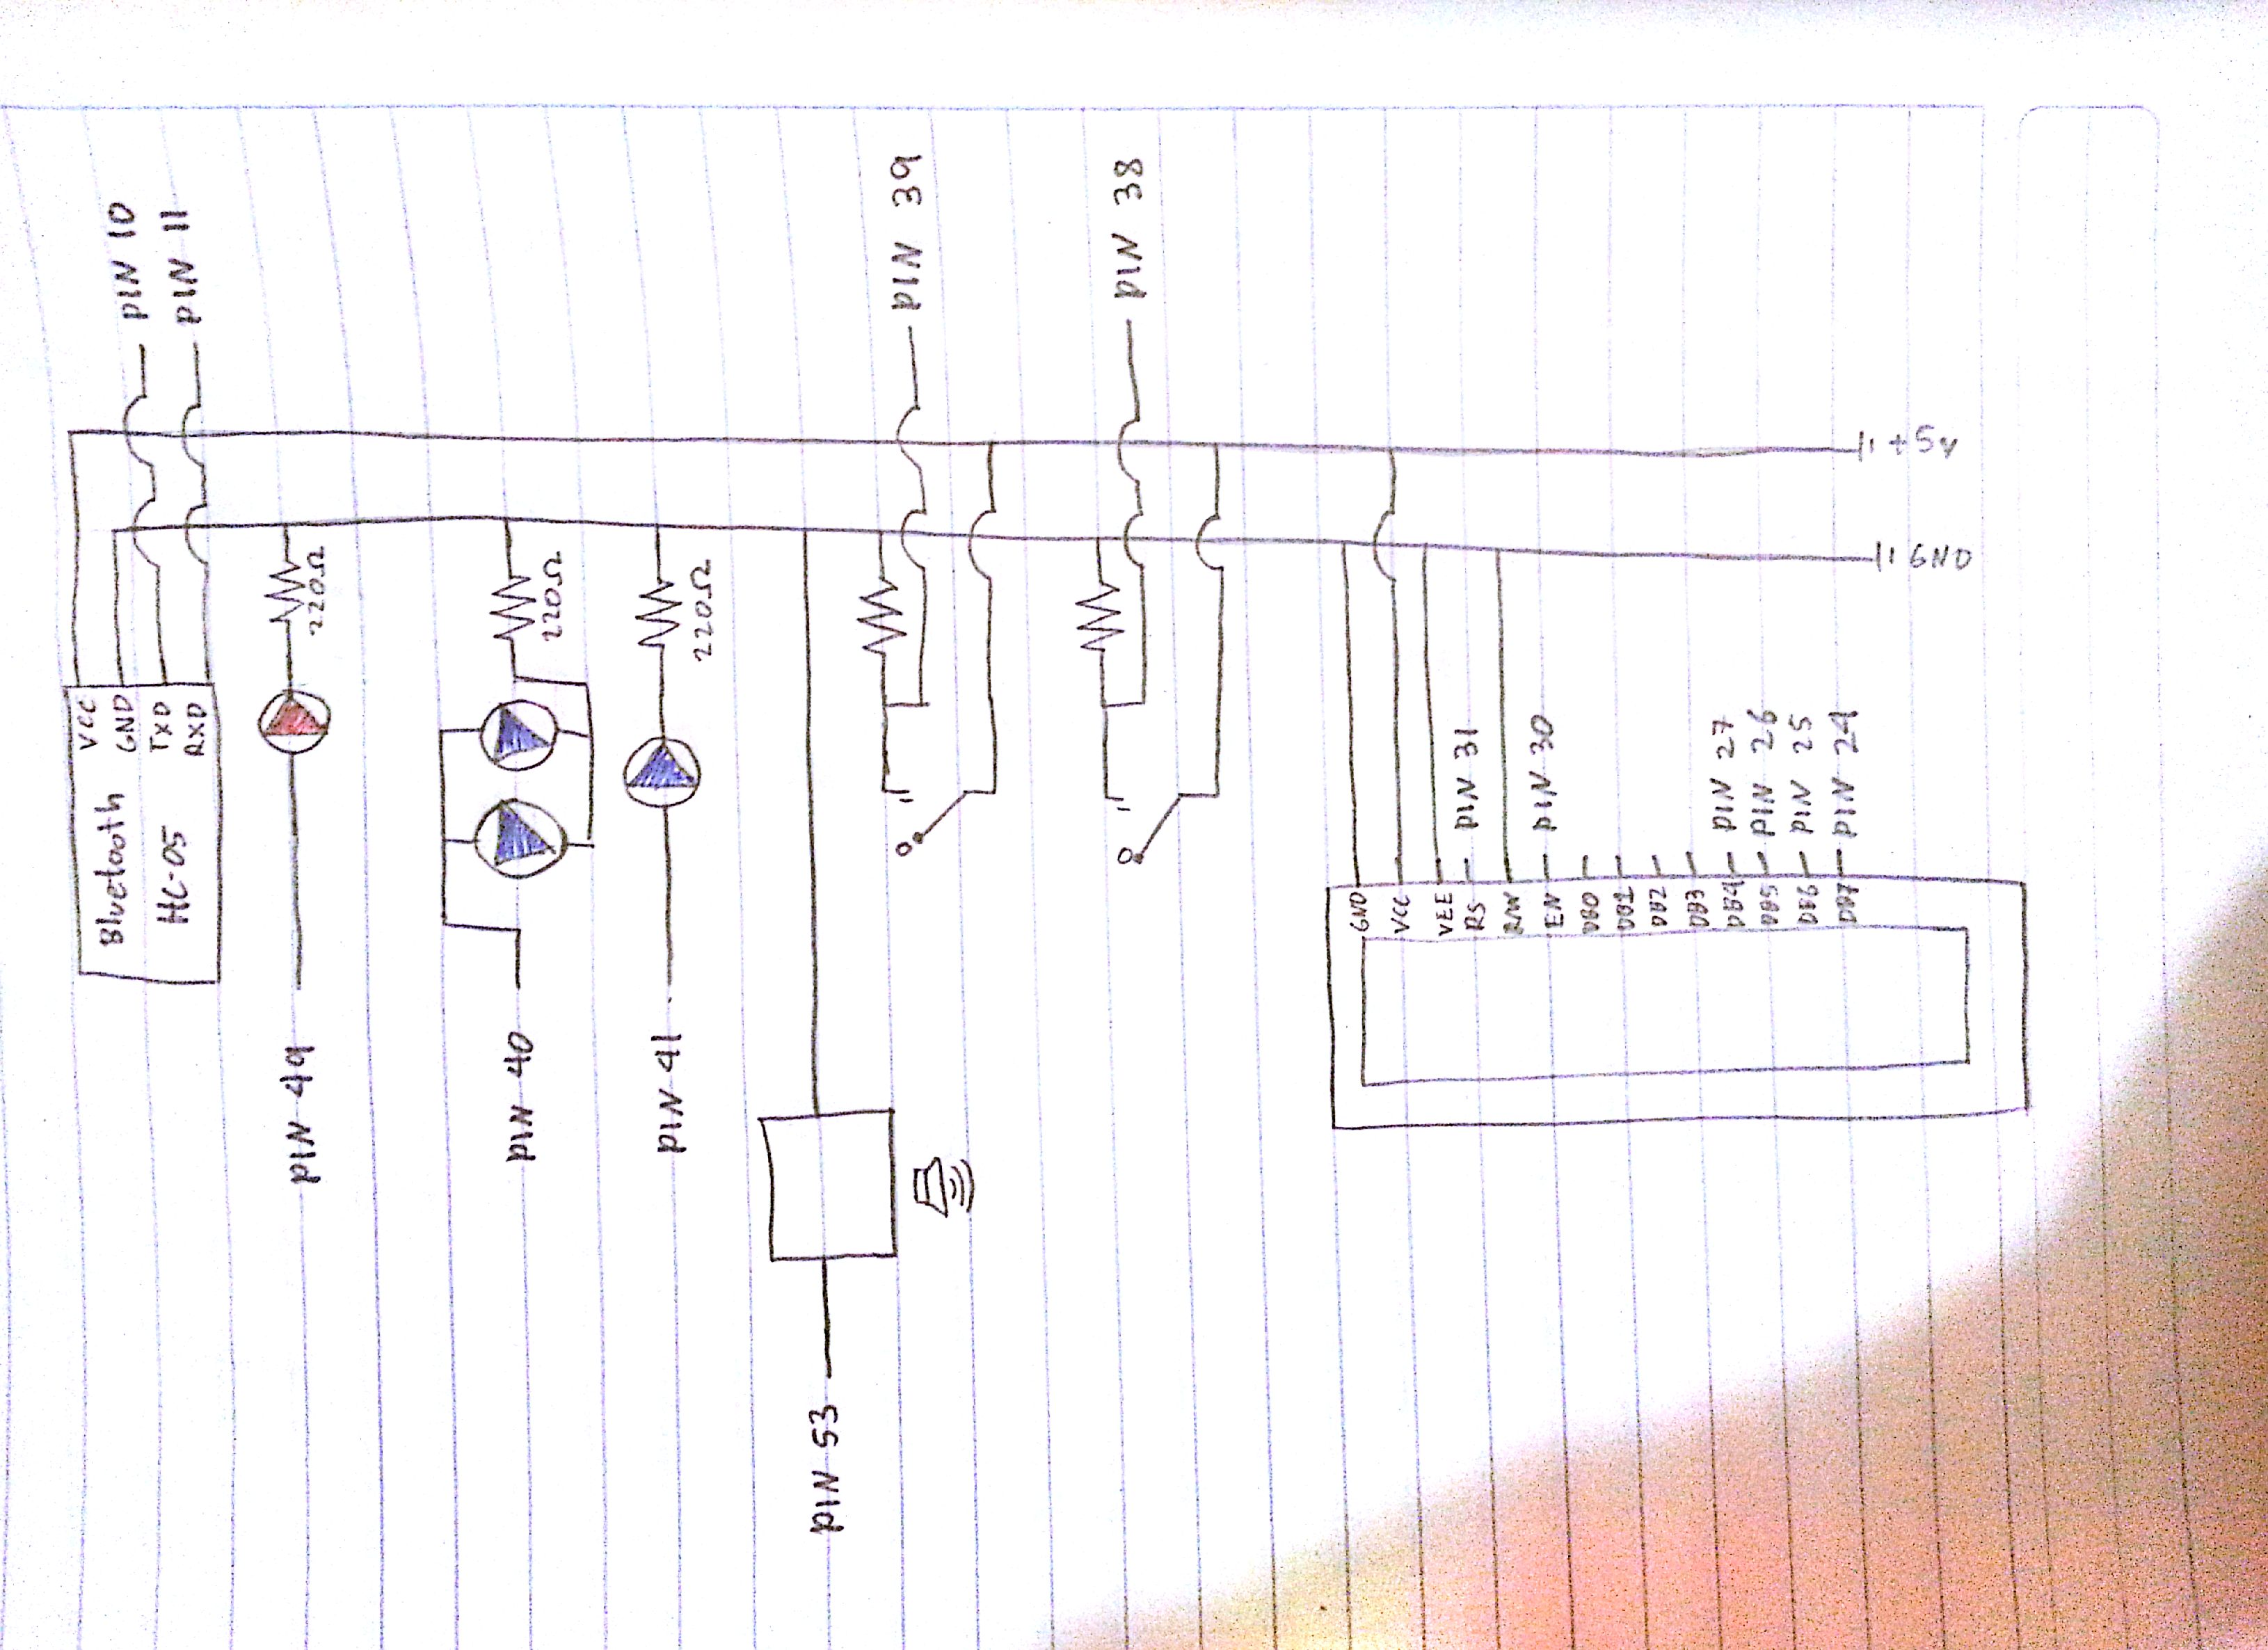 PIN 10
PIN 11
PIN 39
PIN 38
+5V
GND
220Ω
220Ω
220Ω
VCC
GND
TXD
RXD
Bluetooth
HC-05
PIN 49
PIN 40
PIN 41
PIN 53
PIN 31
PIN 30
PIN 27
PIN 26
PIN 25
PIN 24
GND
VCC
VEE
RS
RW
EN
DB0
DB1
DB2
DB3
DB4
DB5
DB6
DB7